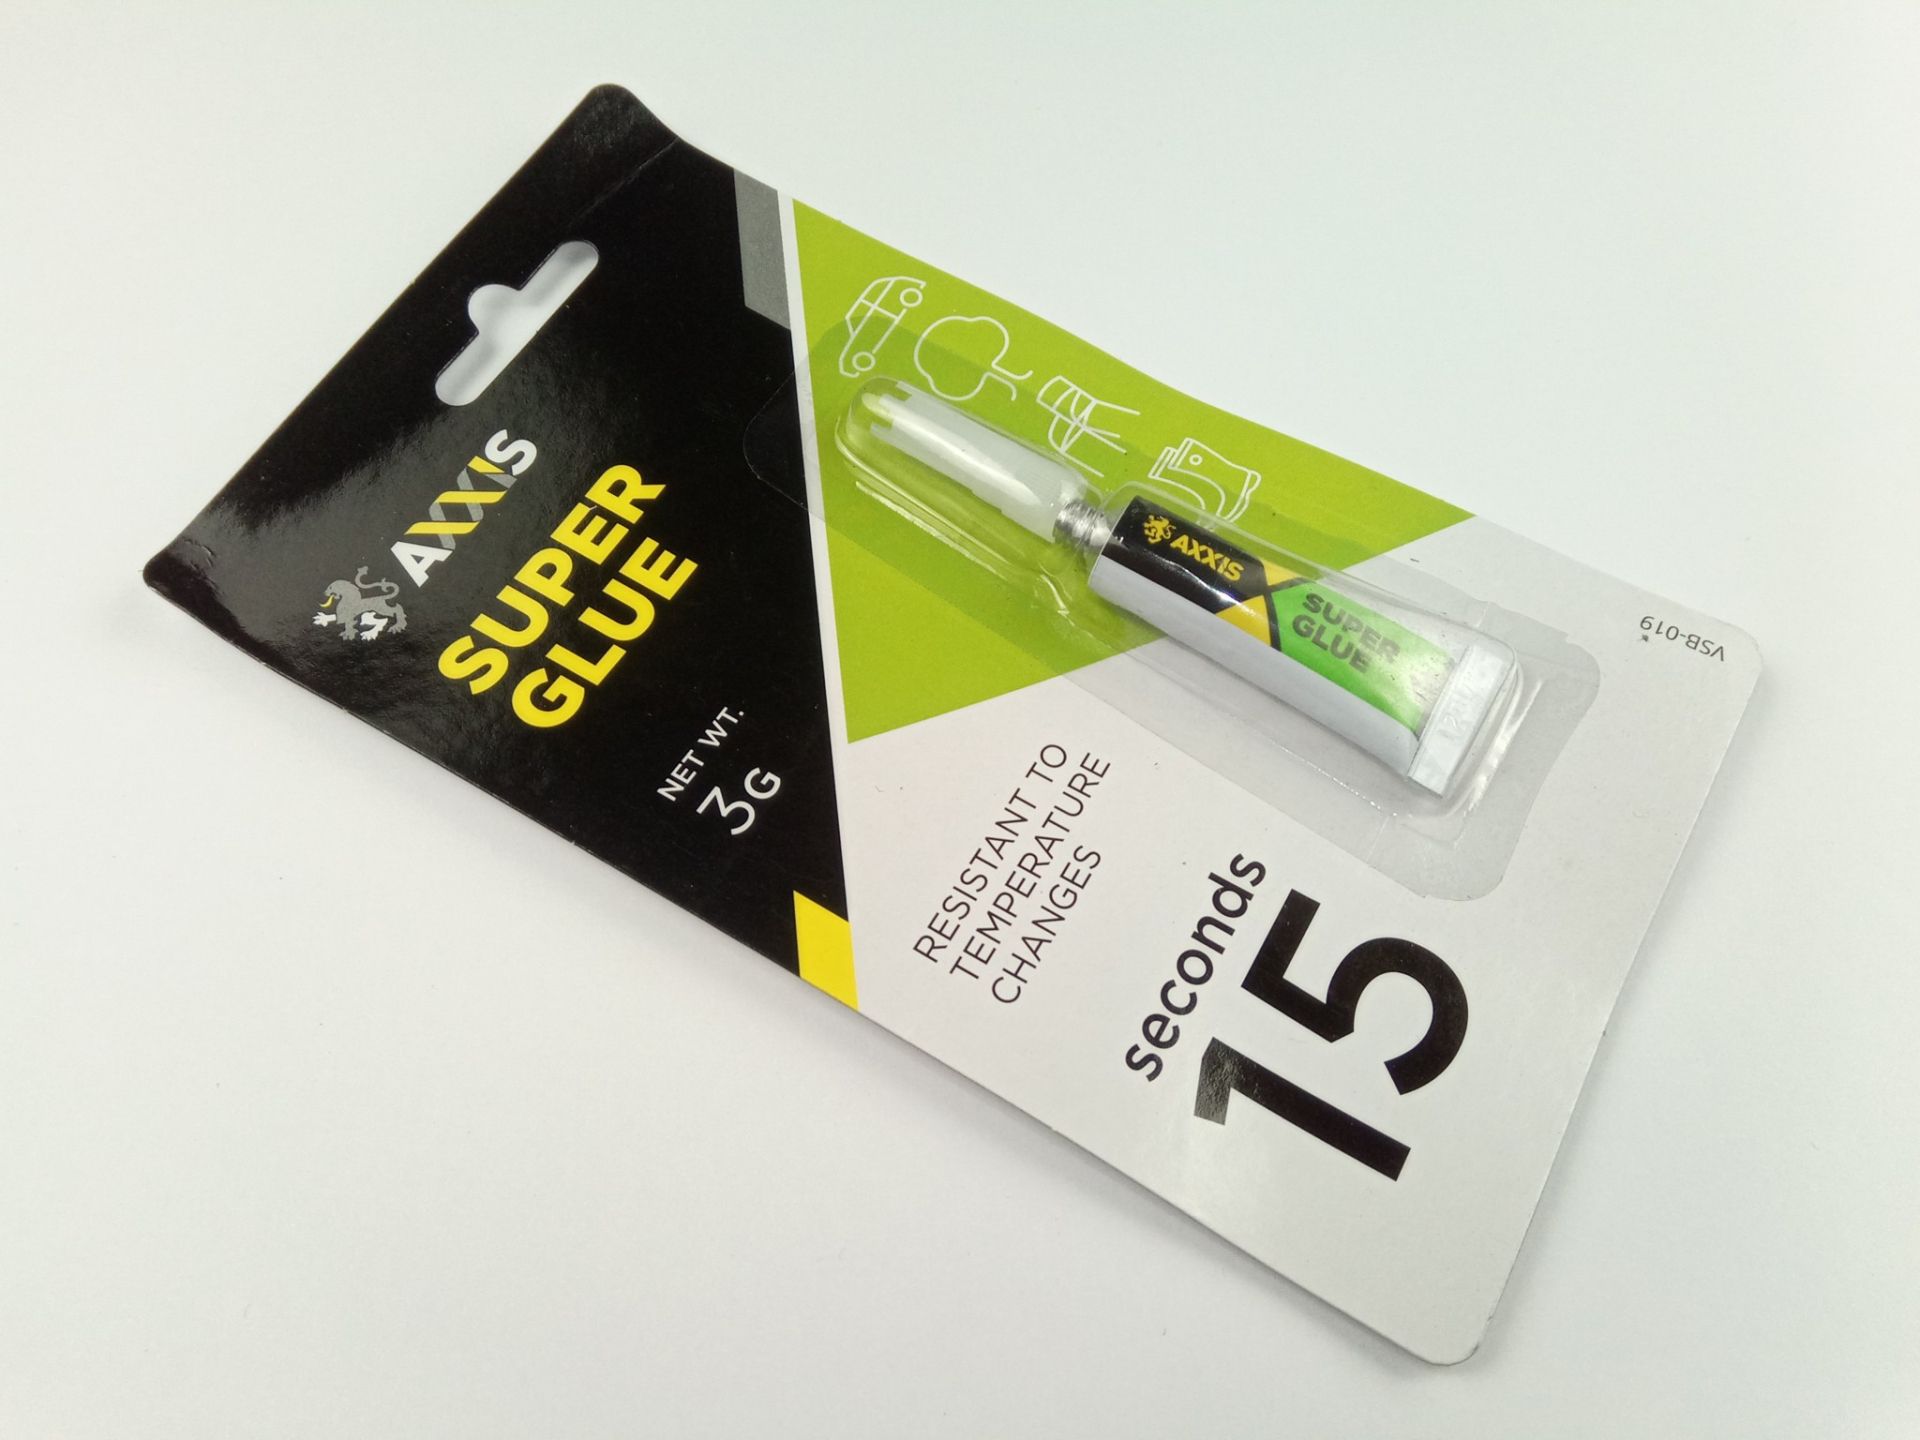 AXXIS
SUPER
GLUE
NET WT.
3G
AXXIS
SUPER
GLUE
RESISTANT TO
TEMPERATURE
CHANGES
seconds
15
VSB-019